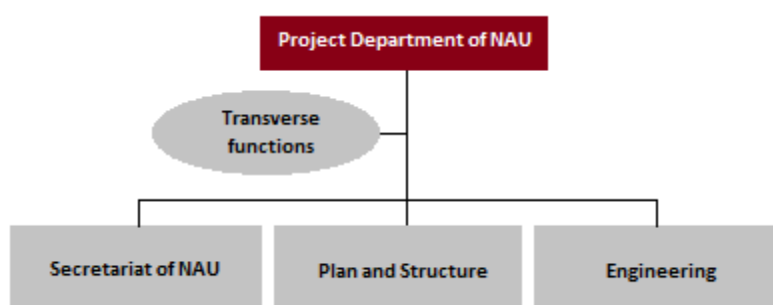 Project Department of NAU
Transverse
functions
Secretariat of NAU
Plan and Structure
Engineering